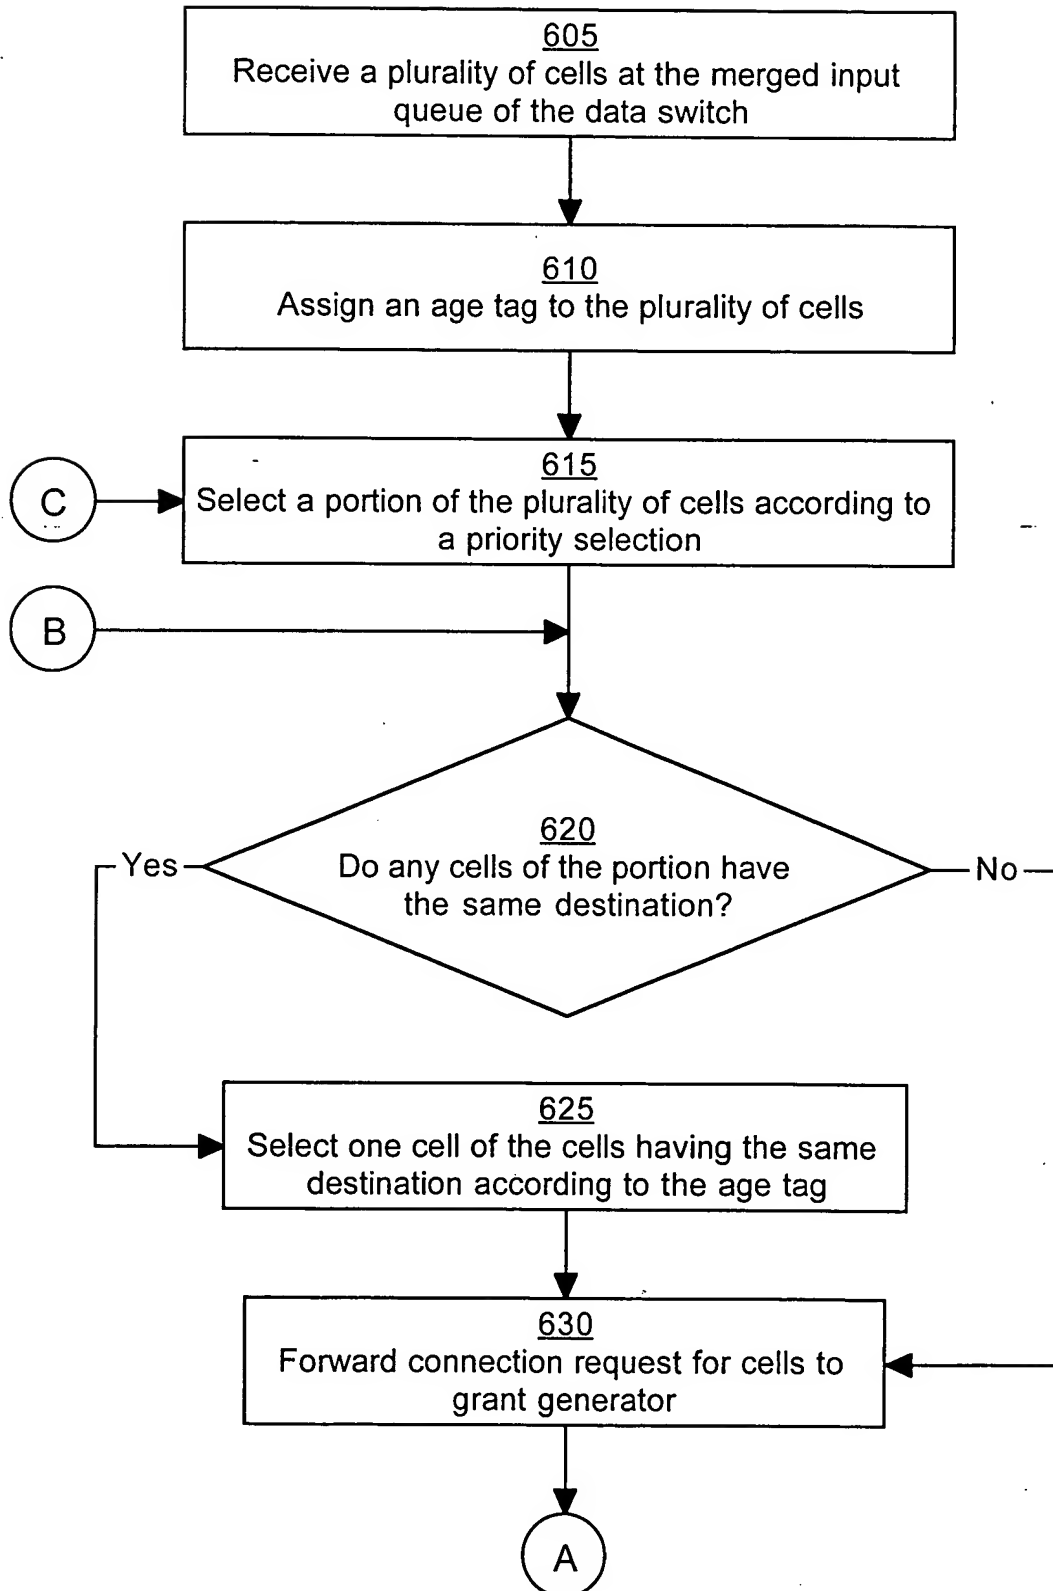 605
Receive a plurality of cells at the merged input
queue of the data switch
610
Assign an age tag to the plurality of cells
615
Select a portion of the plurality of cells according to
a priority selection
C
B
620
Do any cells of the portion have
the same destination?
Yes
No
625
Select one cell of the cells having the same
destination according to the age tag
630
Forward connection request for cells to
grant generator
A